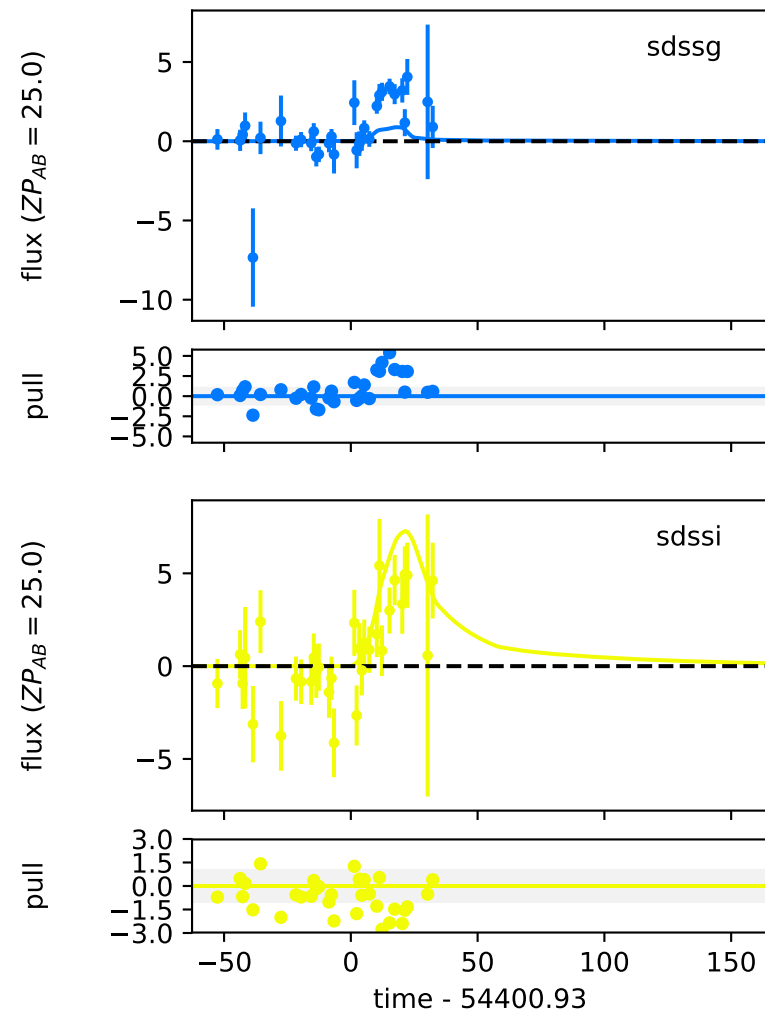 sdssg
flux (ZP_AB = 25.0)
5
0
−5
−10
pull
5.0
2.5
0.0
−2.5
−5.0
sdssi
flux (ZP_AB = 25.0)
5
0
−5
pull
3.0
1.5
0.0
−1.5
−3.0
−50 0 50 100 150
time - 54400.93